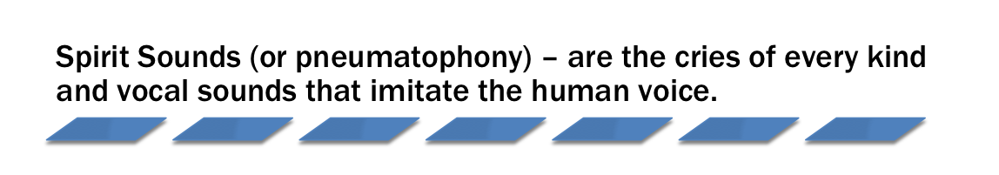 Spirit Sounds (or pneumatophony) – are the cries of every kind
and vocal sounds that imitate the human voice.